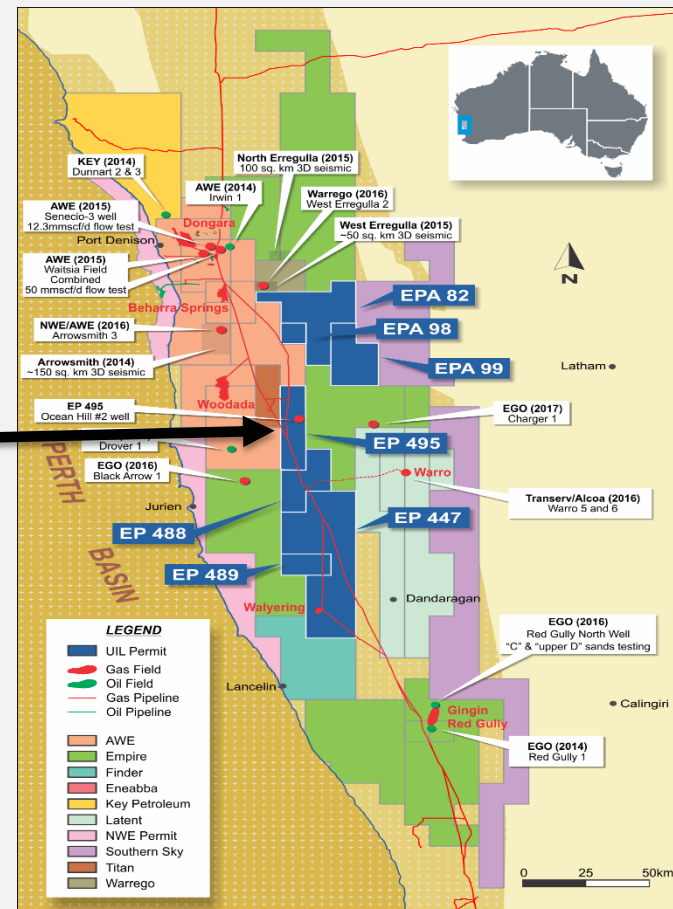 KEY (2014)
Dunnart 2 & 3
North Erregulla (2015)
100 sq. km 3D seismic
AWE (2014)
Irwin 1
Warrego (2016)
West Erregulla 2
AWE (2015)
Senecio-3 well
12.3mmscf/d flow test
Dongara
West Erregulla (2015)
~50 sq. km 3D seismic
Port Denison
AWE (2015)
Waitsia Field
Combined
50 mmscf/d flow test
N
Beharra Springs
EPA 82
EPA 98
NWE/AWE (2016)
Arrowsmith 3
EPA 99
Arrowsmith (2014)
~150 sq. km 3D seismic
Latham
Woodada
EP 495
Ocean Hill #2 well
EGO (2017)
Charger 1
EP 495
Drover 1
EGO (2016)
Black Arrow 1
Warro
PERTH
BASIN
Jurien
Transerv/Alcoa (2016)
Warro 5 and 6
EP 447
EP 488
EP 489
Dandaragan
Walyering
EGO (2016)
Red Gully North Well
“C” & “upper D” sands testing
LEGEND
UIL Permit
Gas Field
Oil Field
Gas Pipeline
Oil Pipeline
AWE
Empire
Finder
Eneabba
Key Petroleum
Latent
NWE Permit
Southern Sky
Titan
Warrego
Lancelin
Calingiri
Gingin
Red Gully
EGO (2014)
Red Gully 1
0 25 50km